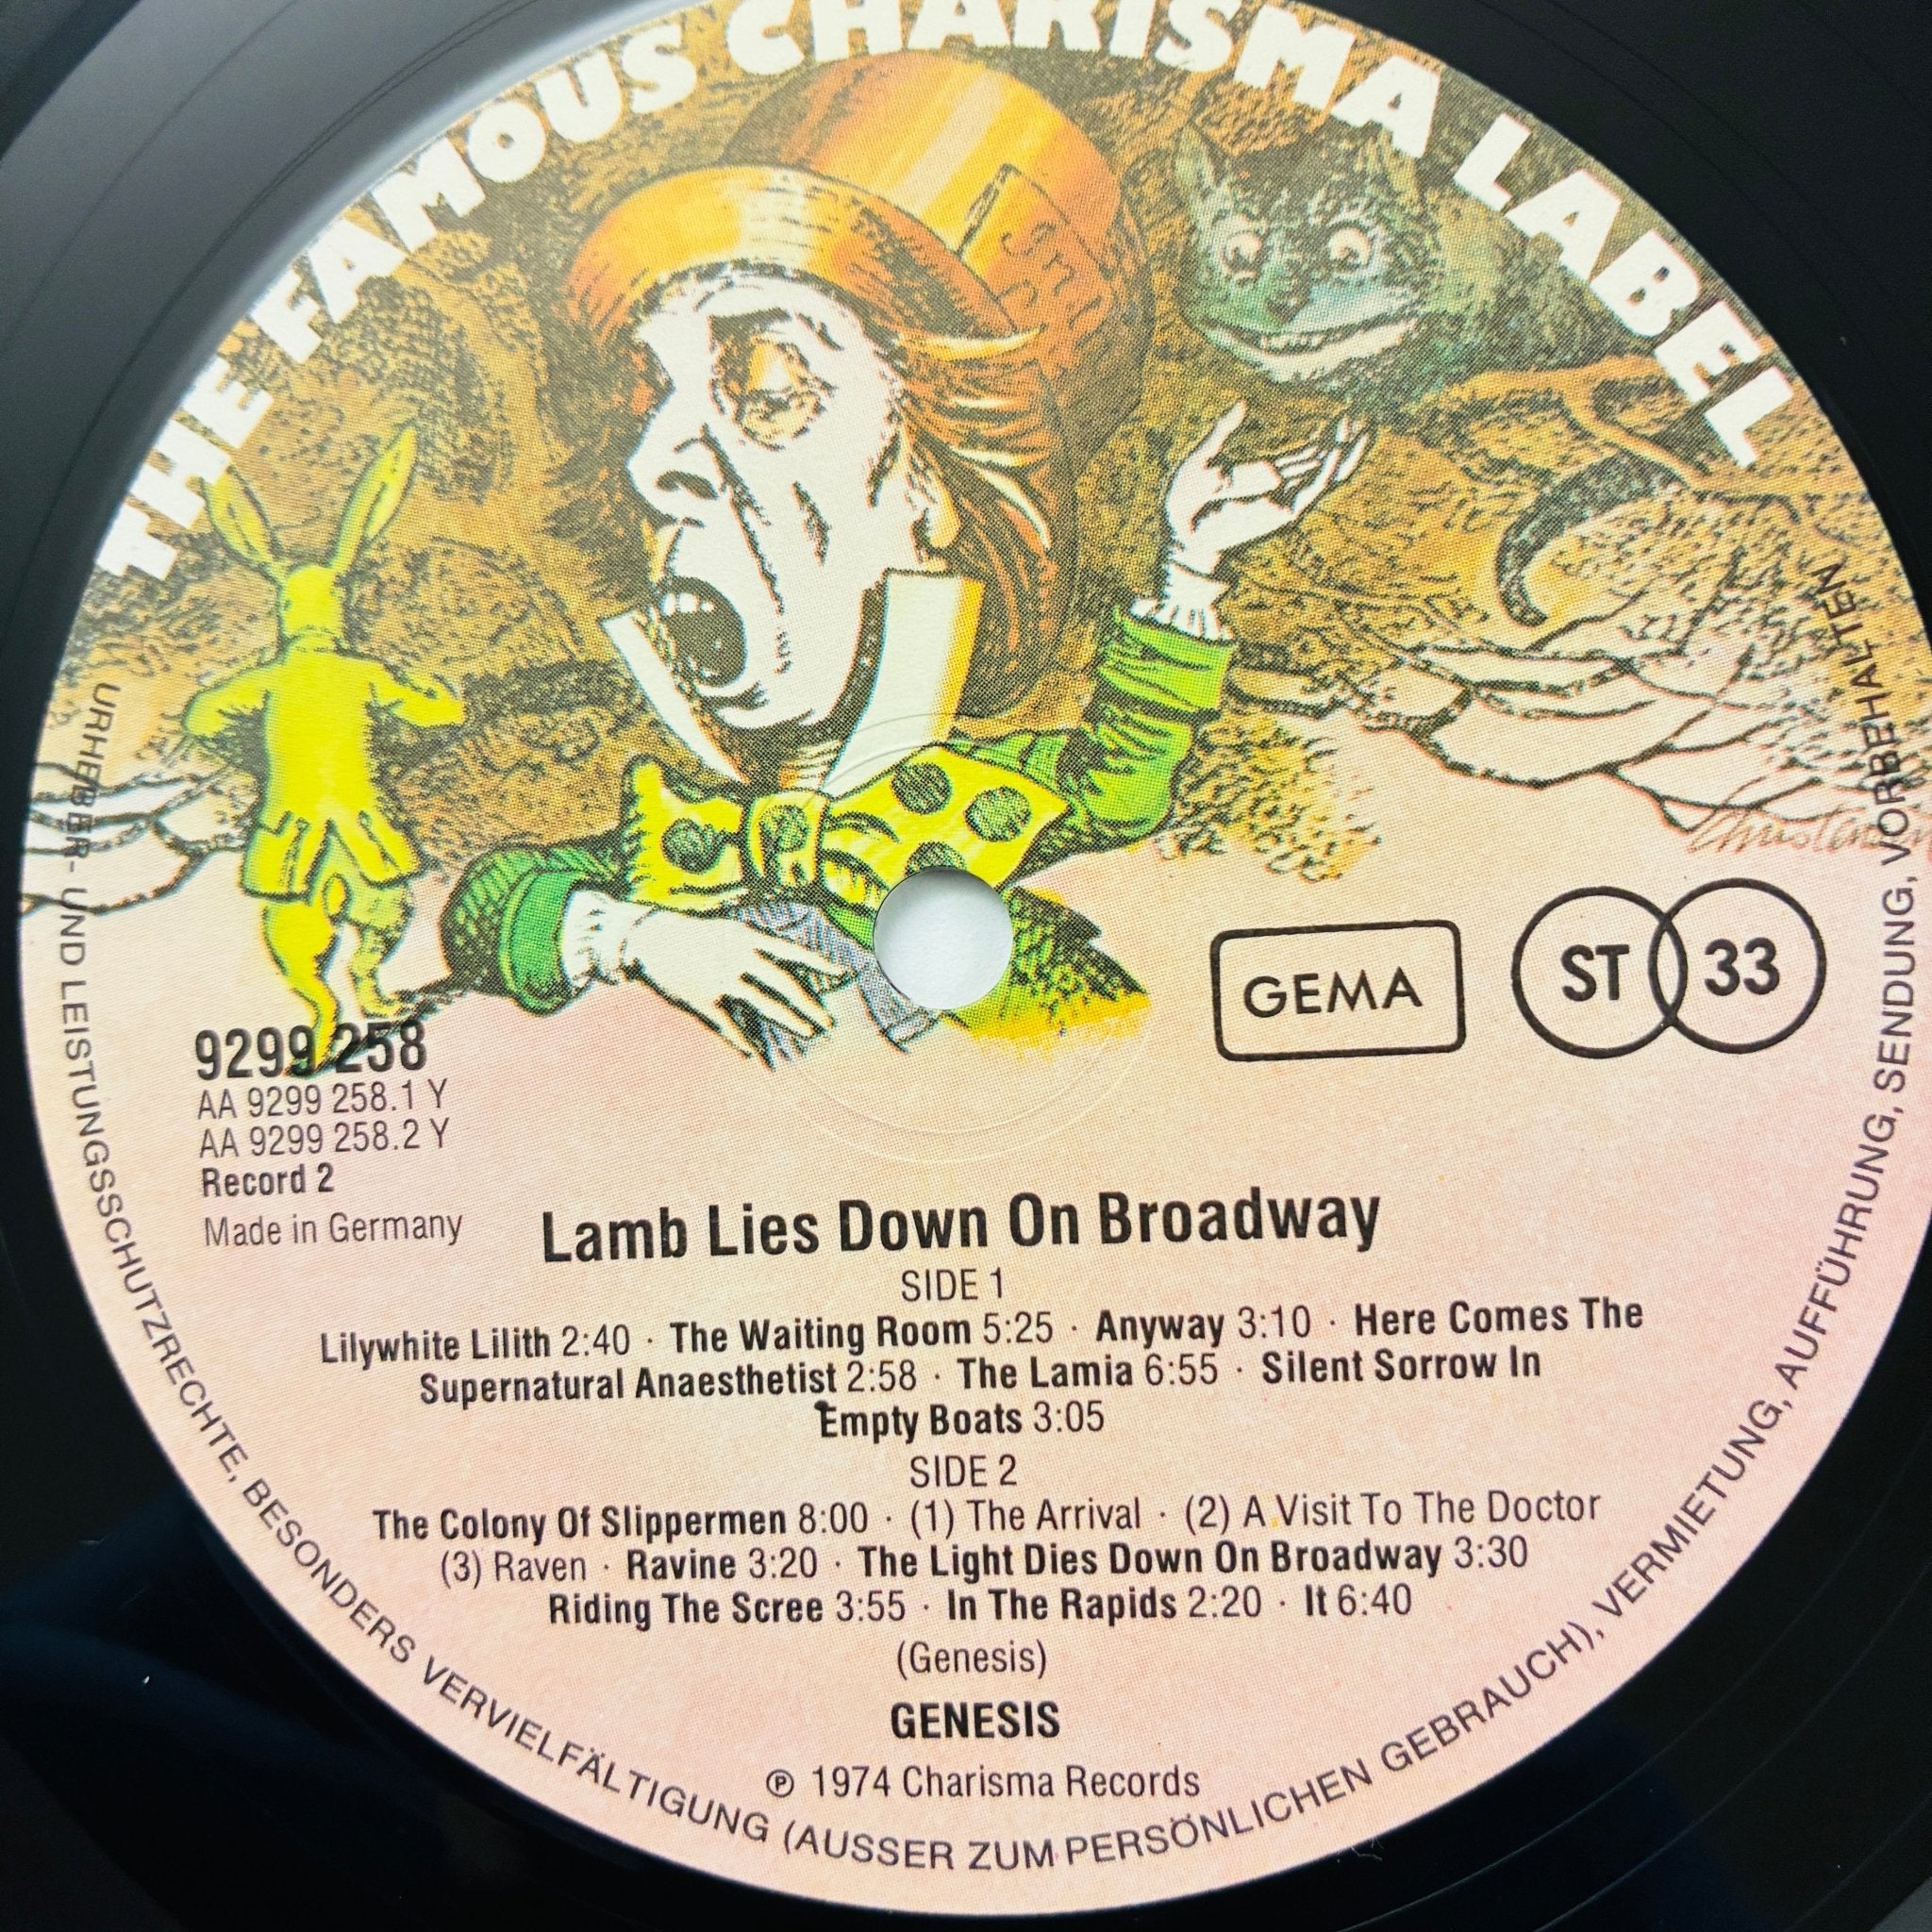 THE FAMOUS CHARISMA LABEL
GEMA
ST 33
9299 258
AA 9299 258.1 Y
AA 9299 258.2 Y
Record 2
Made in Germany
Lamb Lies Down On Broadway
SIDE 1
Lilywhite Lilith 2:40 · The Waiting Room 5:25 · Anyway 3:10 · Here Comes The
Supernatural Anaesthetist 2:58 · The Lamia 6:55 · Silent Sorrow In
Empty Boats 3:05
SIDE 2
The Colony Of Slippermen 8:00 · (1) The Arrival · (2) A Visit To The Doctor
(3) Raven · Ravine 3:20 · The Light Dies Down On Broadway 3:30
Riding The Scree 3:55 · In The Rapids 2:20 · It 6:40
(Genesis)
GENESIS
℗ 1974 Charisma Records
URHEBER- UND LEISTUNGSSCHUTZRECHTE, BESONDERS VERVIELFÄLTIGUNG (AUSSER ZUM PERSÖNLICHEN GEBRAUCH), VERMIETUNG, AUFFÜHRUNG, SENDUNG, VORBEHALTEN